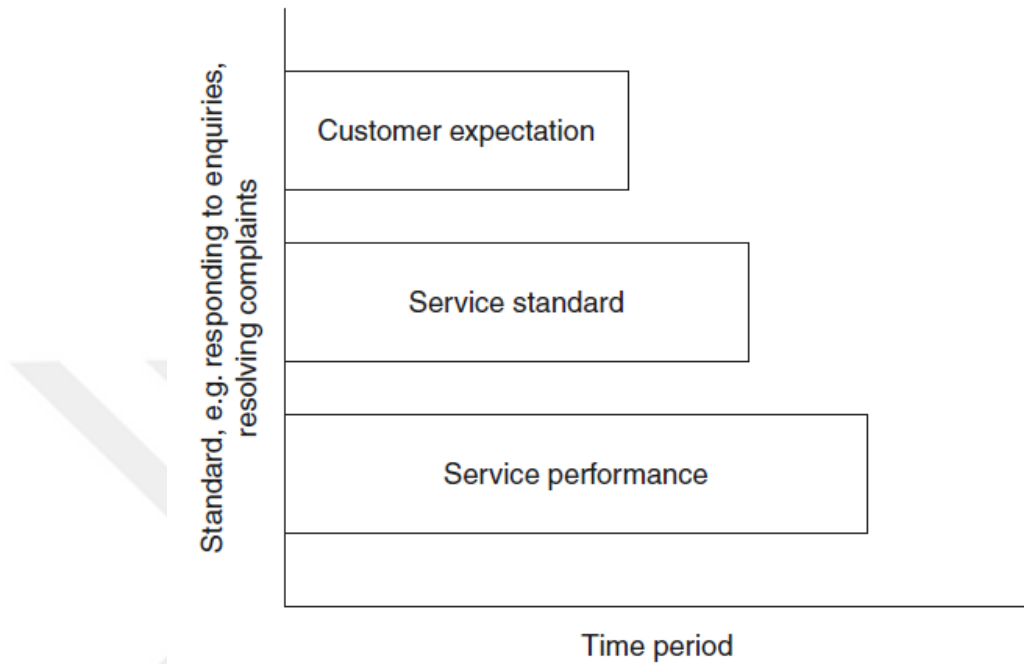 Standard, e.g. responding to enquiries,
resolving complaints
Customer expectation
Service standard
Service performance
Time period